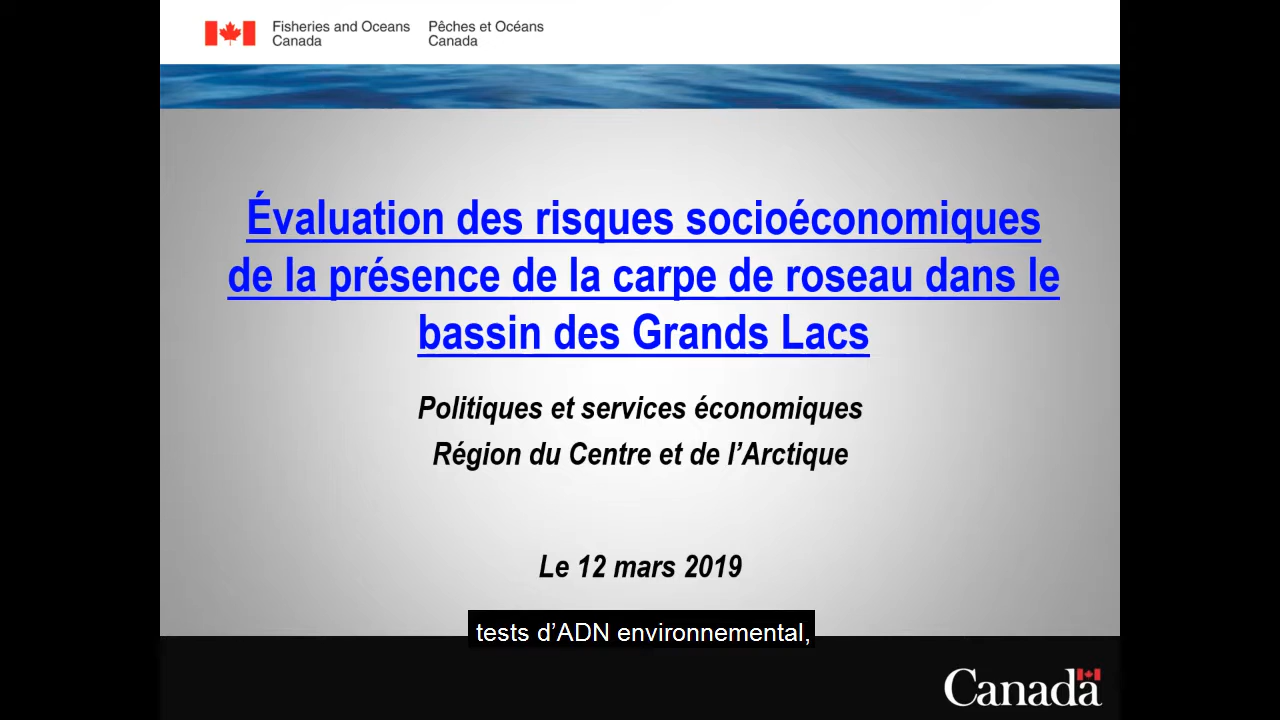 Fisheries and Oceans Pêches et Océans
Canada Canada
Évaluation des risques socioéconomiques
de la présence de la carpe de roseau dans le
bassin des Grands Lacs
Politiques et services économiques
Région du Centre et de l’Arctique
Le 12 mars 2019
tests d’ADN environnemental,
Canada